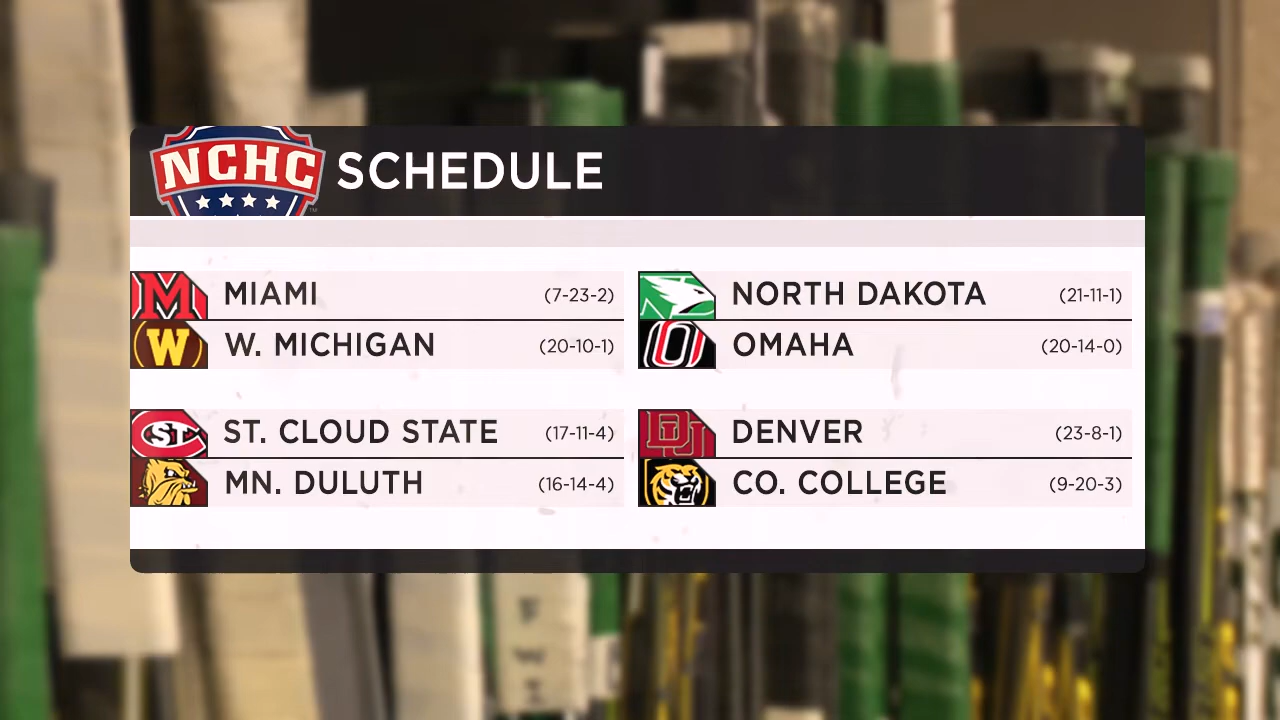 NCHC SCHEDULE
MIAMI (7-23-2)
W. MICHIGAN (20-10-1)
ST. CLOUD STATE (17-11-4)
MN. DULUTH (16-14-4)
NORTH DAKOTA (21-11-1)
OMAHA (20-14-0)
DENVER (23-8-1)
CO. COLLEGE (9-20-3)
M
W
ST
O
DU